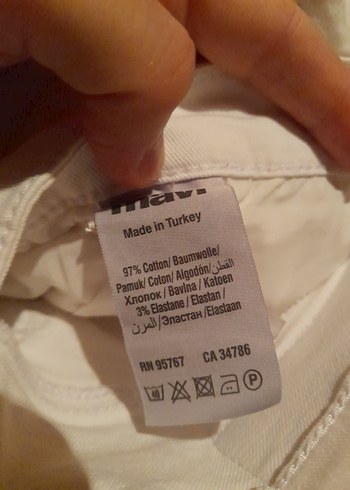 mavi
Made in Turkey
97% Cotton/ Baumwolle/
Pamuk/ Coton/ Algodón/ القطن
Хлопок / Bavlna / Katoen
3% Elastane / Elastan /
المرن/ Эластан /Elastaan
RN 95767 CA 34786
P